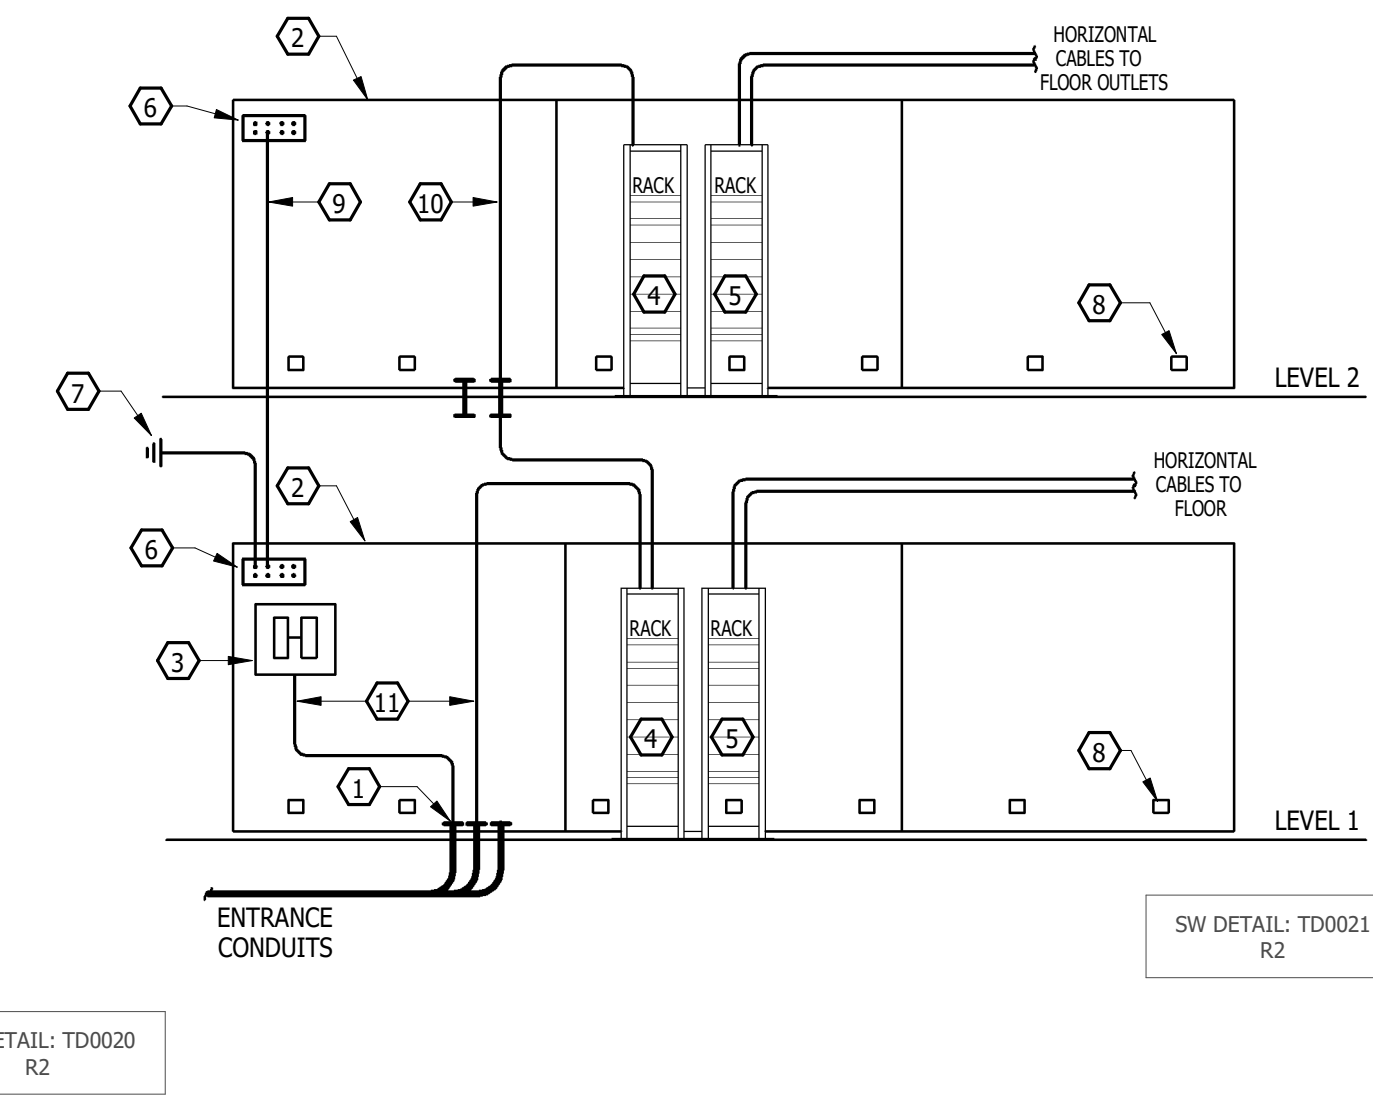 2
HORIZONTAL
CABLES TO
FLOOR OUTLETS
6
RACK
RACK
9
10
4
5
8
LEVEL 2
7
HORIZONTAL
CABLES TO
FLOOR
2
6
RACK
RACK
3
11
4
5
8
1
LEVEL 1
ENTRANCE
CONDUITS
SW DETAIL: TD0021
R2
ETAIL: TD0020
R2